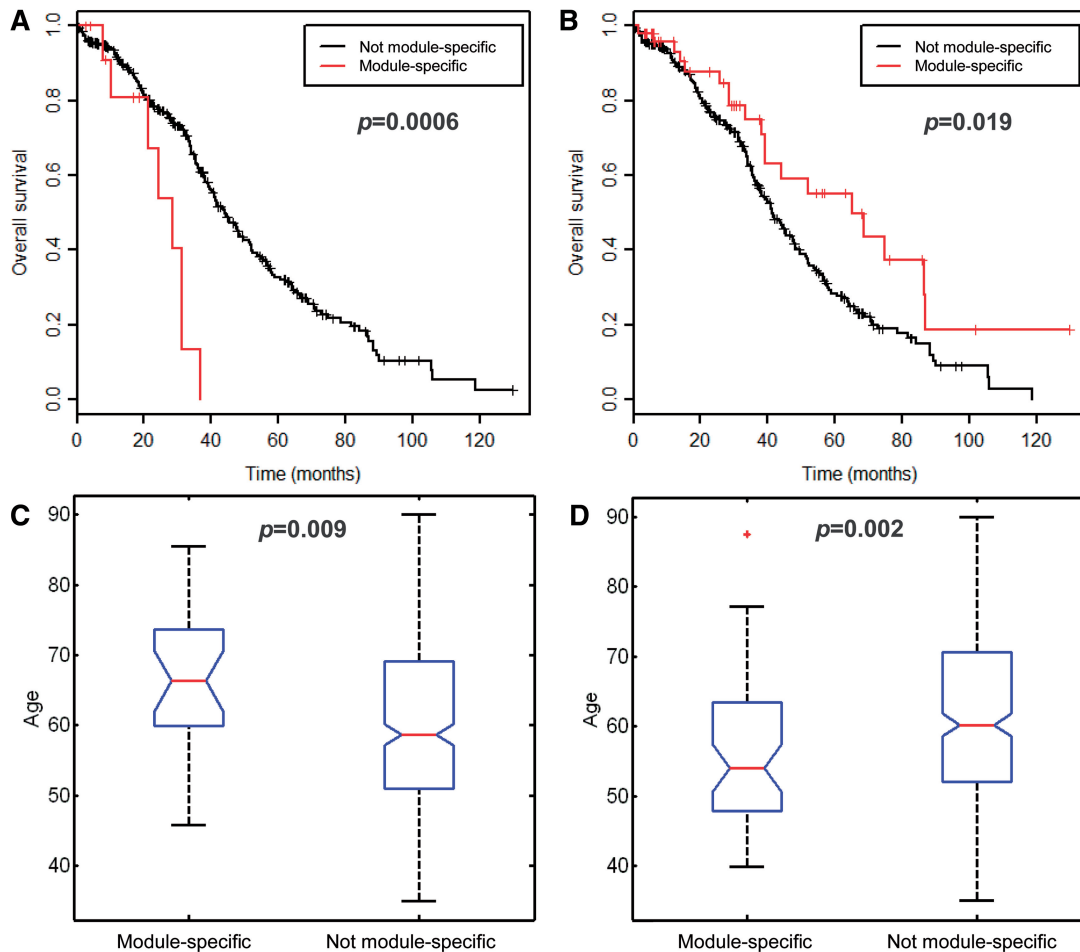 A
Not module-specific
Module-specific
p=0.0006
Overall survival
0.0
0.2
0.4
0.6
0.8
1.0
0 20 40 60 80 100 120
Time (months)
B
Not module-specific
Module-specific
p=0.019
Overall survival
0.0
0.2
0.4
0.6
0.8
1.0
0 20 40 60 80 100 120
Time (months)
C
p=0.009
Age
90
80
70
60
50
40
Module-specific Not module-specific
D
p=0.002
Age
90
80
70
60
50
40
Module-specific Not module-specific